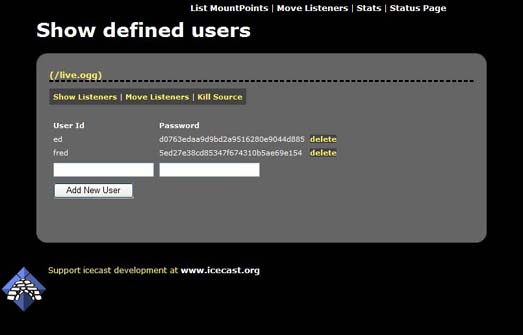 List MountPoints | Move Listeners | Stats | Status Page
Show defined users
(/live.ogg)
Show Listeners | Move Listeners | Kill Source
User Id Password
ed d0763edaa9d9bd2a9516280e9044d885 delete
fred 5ed27e38cd85347f674310b5ae69e154 delete
Add New User
Support icecast development at www.icecast.org